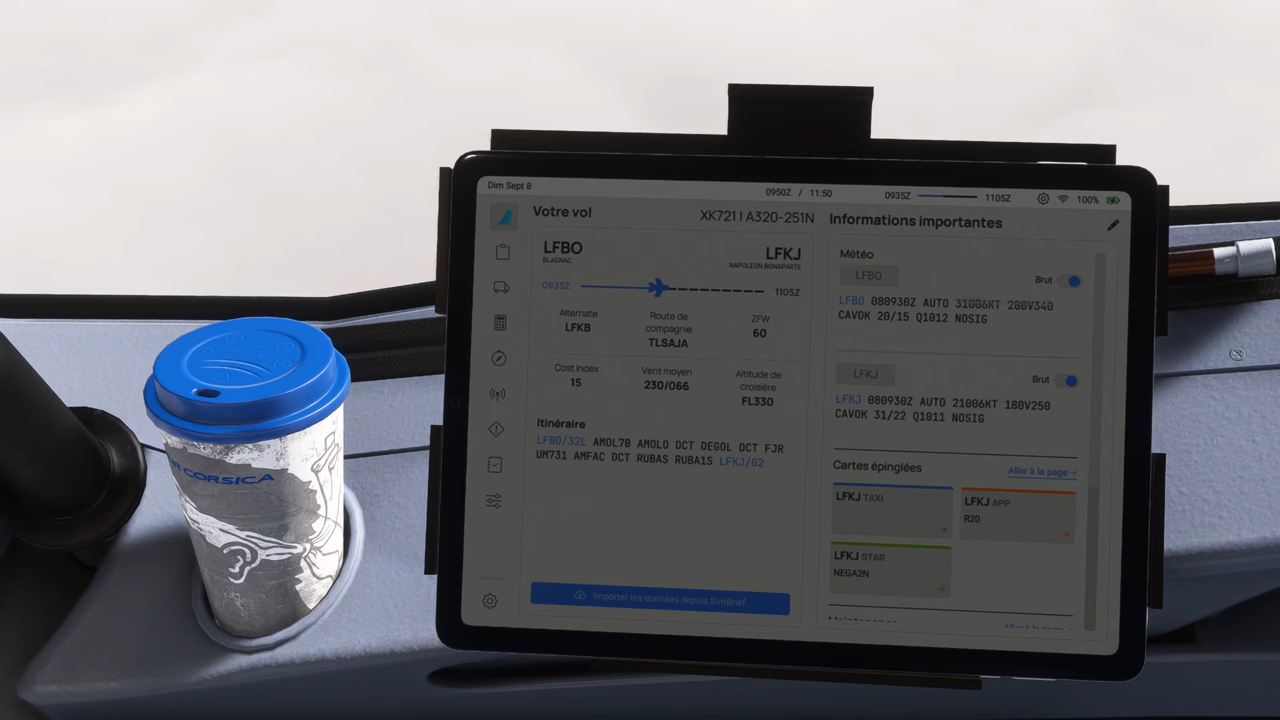 Dim Sept 8
0950Z / 11:50
0935Z
1105Z
100%
Votre vol
XK721 | A320-251N
LFBO
BLAGNAC
LFKJ
NAPOLEON BONAPARTE
0935Z
1105Z
Alternate
LFKB
Route de
compagnie
TLSAJA
ZFW
60
Cost Index
15
Vent moyen
230/066
Altitude de
croisière
FL330
Itinéraire
LFBO/32L AMOL7B AMOLO DCT DEGOL DCT FJR
UM731 AMFAC DCT RUBAS RUBA1S LFKJ/02
Importer les données depuis SimBrief
Informations importantes
Météo
LFBO
Brut
LFBO 080930Z AUTO 31006KT 280V340
CAVOK 20/15 Q1012 NOSIG
LFKJ
Brut
LFKJ 080930Z AUTO 21006KT 180V250
CAVOK 31/22 Q1011 NOSIG
Cartes épinglées
Aller à la page
LFKJ TAXI
LFKJ APP
R20
LFKJ STAR
NEGA2N
CORSICA